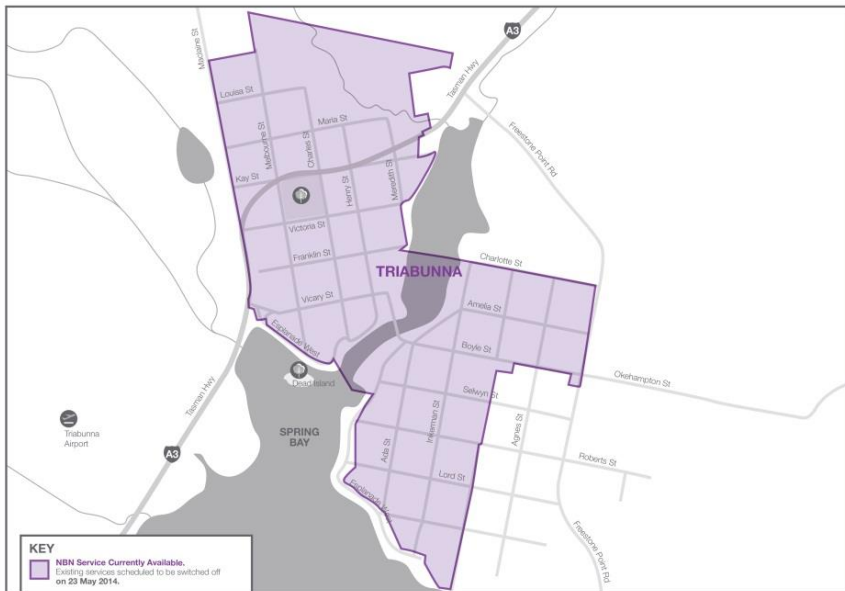 A3
Tasman Hwy
Maclaine St
Louisa St
Melbourne St
Charles St
Maria St
Freestone Point Rd
Kay St
Henry St
Meredith St
Victoria St
Franklin St
Charlotte St
TRIABUNNA
Vicary St
Amelia St
Esplanade West
Boyle St
Dead Island
Okehampton St
Selwyn St
Tasman Hwy
Triabunna
Airport
SPRING
BAY
Inkerman St
Agnes St
Ada St
Roberts St
A3
Lord St
Esplanade West
Freestone Point Rd
KEY
NBN Service Currently Available.
Existing services scheduled to be switched off
on 23 May 2014.